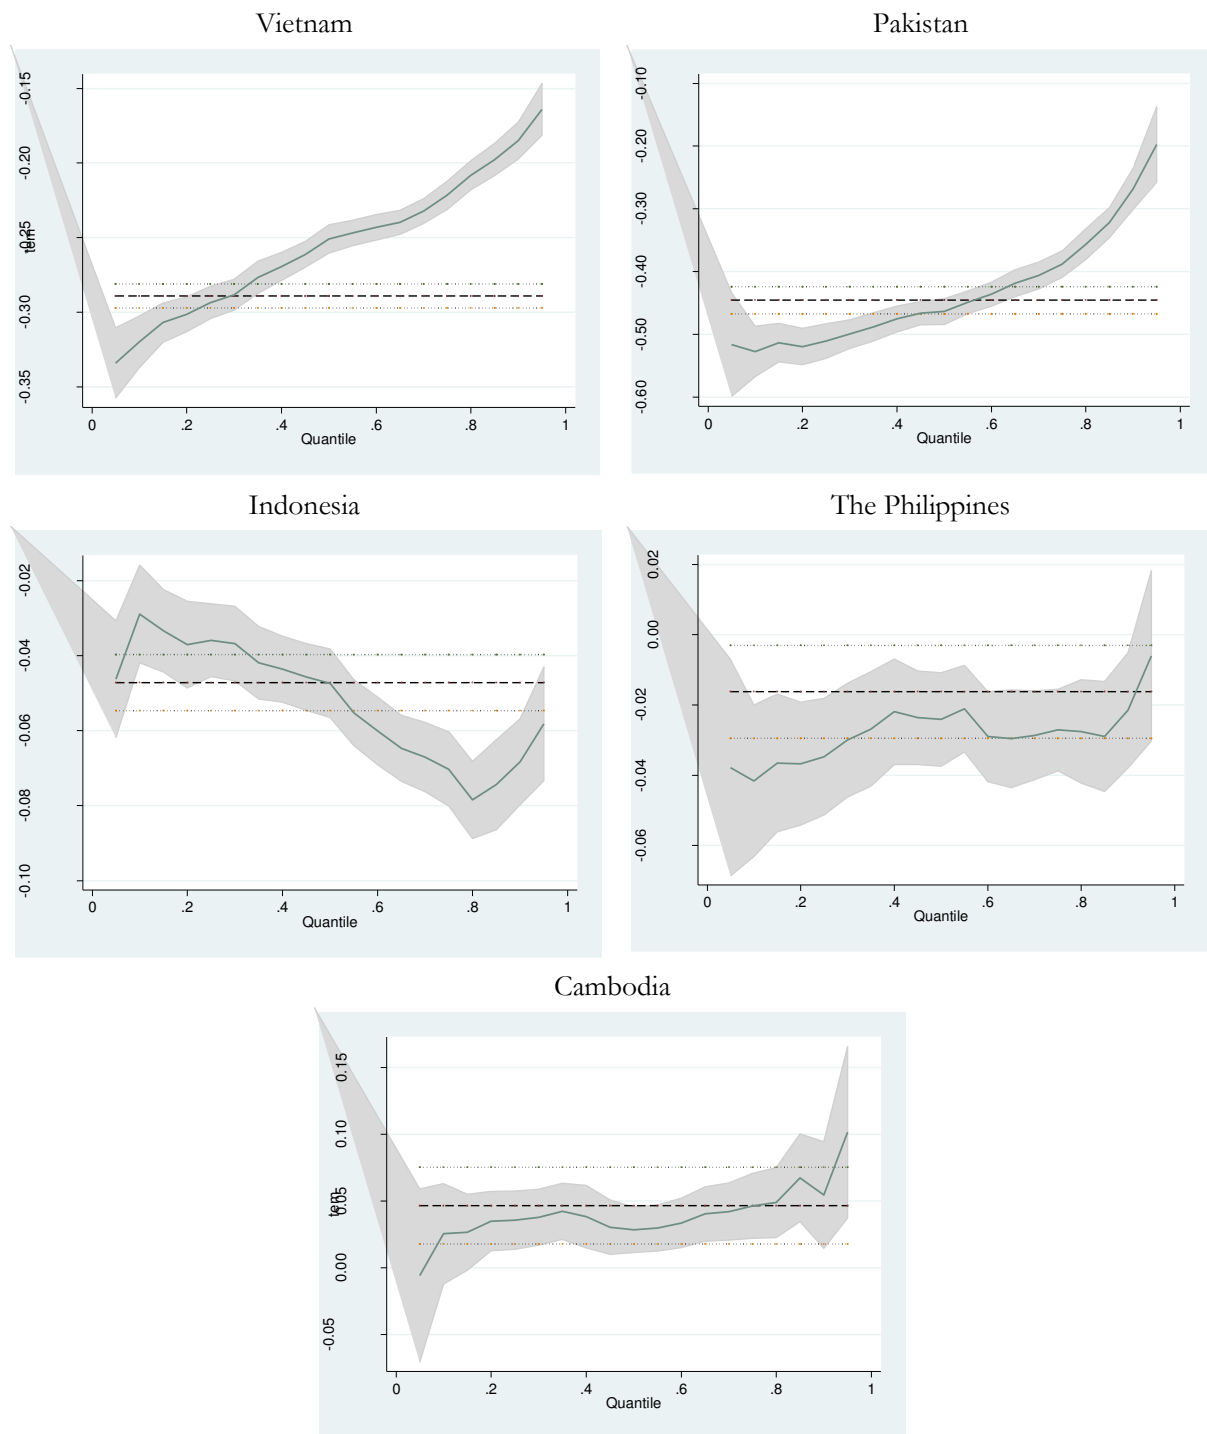 Vietnam
-0.15
-0.20
-0.25
-0.30
-0.35
tem
0 .2 .4 .6 .8 1
Quantile
Pakistan
-0.10
-0.20
-0.30
-0.40
-0.50
-0.60
0 .2 .4 .6 .8 1
Quantile
Indonesia
-0.02
-0.04
-0.06
-0.08
-0.10
0 .2 .4 .6 .8 1
Quantile
The Philippines
0.02
0.00
-0.02
-0.04
-0.06
0 .2 .4 .6 .8 1
Quantile
Cambodia
0.15
0.10
0.05
0.00
-0.05
tem
0 .2 .4 .6 .8 1
Quantile